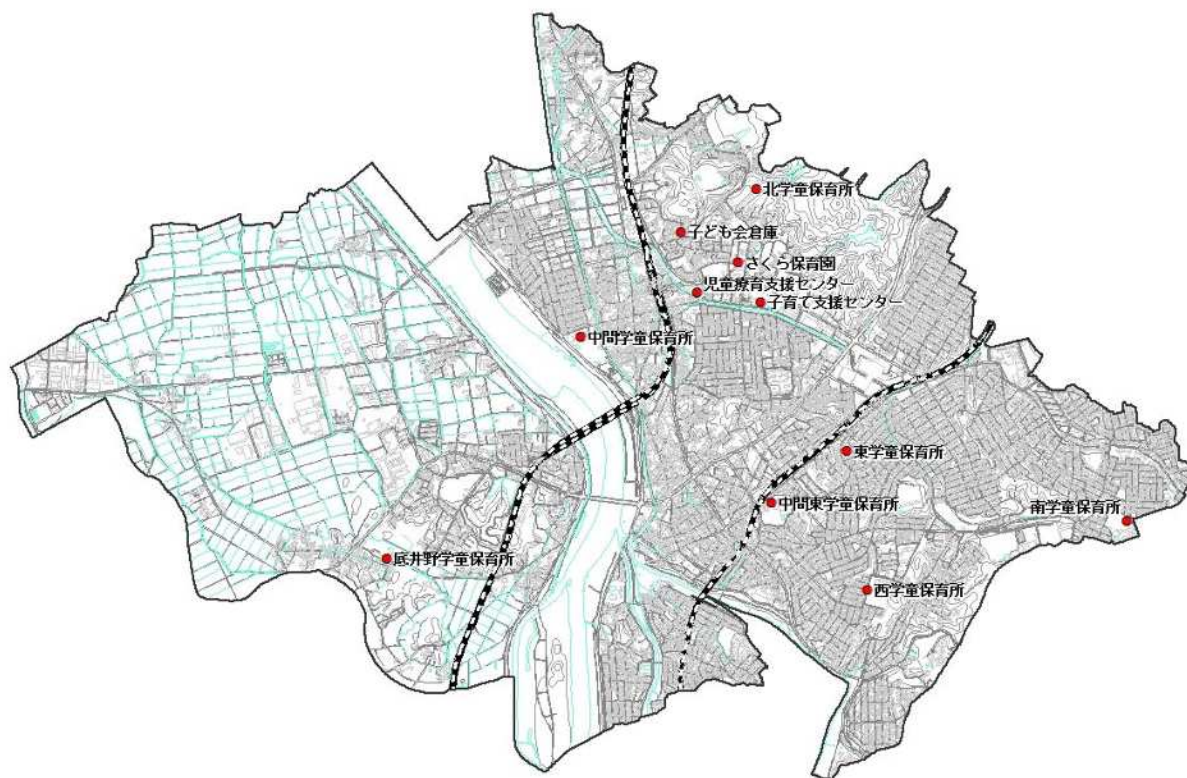 北学童保育所
子ども会倉庫
さくら保育園
児童療育支援センター
子育て支援センター
中間学童保育所
東学童保育所
中間東学童保育所
南学童保育所
底井野学童保育所
西学童保育所